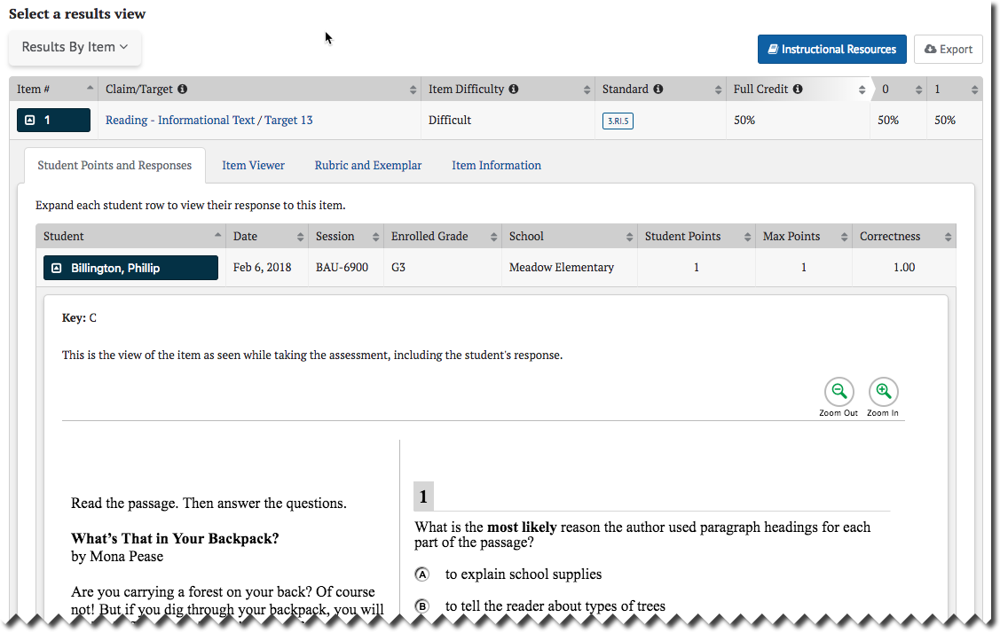 Select a results view
Results By Item
Instructional Resources
Export
Item # Claim/Target Item Difficulty Standard Full Credit 0 1
1 Reading - Informational Text / Target 13 Difficult 3.RI.5 50% 50% 50%
Student Points and Responses Item Viewer Rubric and Exemplar Item Information
Expand each student row to view their response to this item.
Student Date Session Enrolled Grade School Student Points Max Points Correctness
Billington, Phillip Feb 6, 2018 BAU-6900 G3 Meadow Elementary 1 1 1.00
Key: C
This is the view of the item as seen while taking the assessment, including the student's response.
Zoom Out Zoom In
Read the passage. Then answer the questions.
What's That in Your Backpack?
by Mona Pease
Are you carrying a forest on your back? Of course
not! But if you dig through your backpack, you will
1
What is the most likely reason the author used paragraph headings for each
part of the passage?
A to explain school supplies
B to tell the reader about types of trees